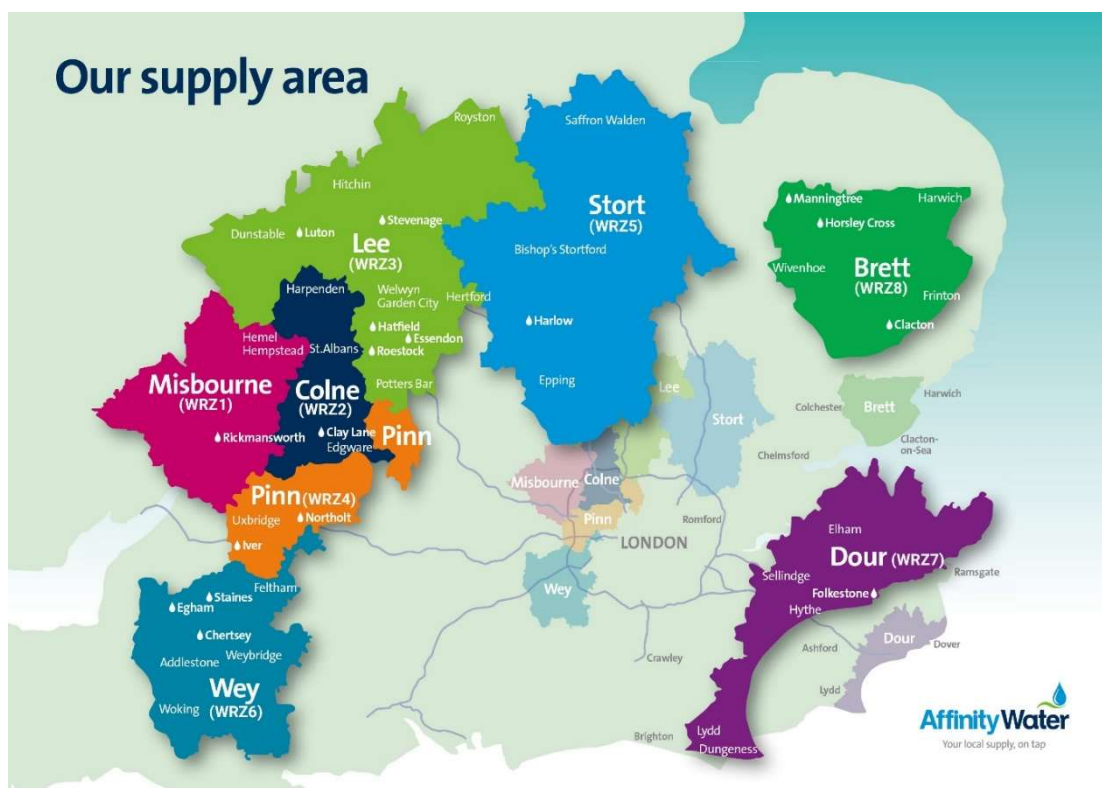 Our supply area
Royston
Saffron Walden
Hitchin
Stevenage
Dunstable
Luton
Lee
(WRZ3)
Stort
(WRZ5)
Bishop's Stortford
Manningtree
Harwich
Horsley Cross
Wivenhoe
Brett
(WRZ8)
Frinton
Clacton
Harpenden
Welwyn
Garden City
Hertford
Hatfield
Essendon
Roestock
Harlow
Hemel
Hempstead
St.Albans
Potters Bar
Epping
Misbourne
(WRZ1)
Colne
(WRZ2)
Rickmansworth
Clay Lane
Edgware
Pinn
Pinn (WRZ4)
Uxbridge
Northolt
Iver
Lee
Stort
Colchester
Brett
Harwich
Clacton-
on-Sea
Chelmsford
Misbourne
Colne
Pinn
Romford
LONDON
Wey
Feltham
Staines
Egham
Chertsey
Addlestone
Weybridge
Wey
(WRZ6)
Woking
Elham
Dour (WRZ7)
Sellindge
Ramsgate
Folkestone
Hythe
Crawley
Ashford
Dour
Dover
Lydd
Brighton
Lydd
Dungeness
Affinity Water
Your local supply, on tap